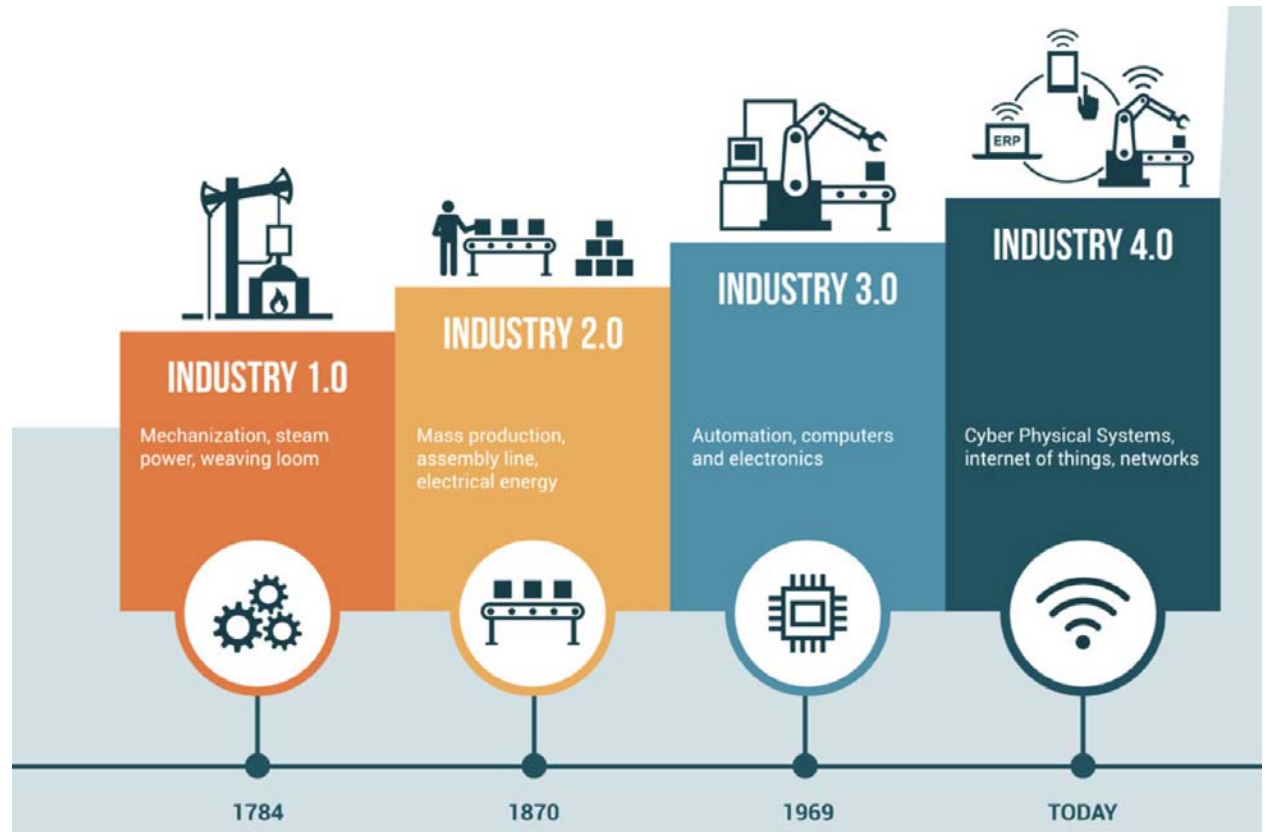 ERP
INDUSTRY 4.0
INDUSTRY 3.0
INDUSTRY 2.0
INDUSTRY 1.0
Mechanization, steam
power, weaving loom
Mass production,
assembly line,
electrical energy
Automation, computers
and electronics
Cyber Physical Systems,
internet of things, networks
1784
1870
1969
TODAY